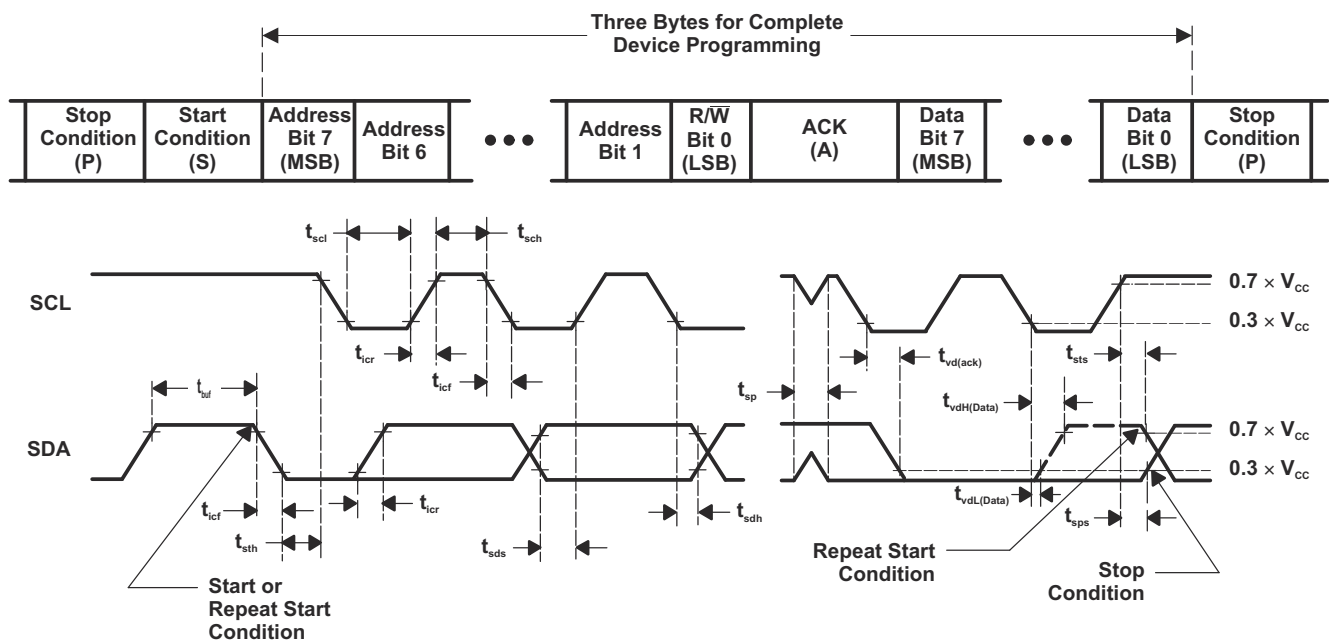 Three Bytes for Complete
Device Programming
Stop
Condition
(P)
Start
Condition
(S)
Address
Bit 7
(MSB)
Address
Bit 6
•••
Address
Bit 1
R/W̅
Bit 0
(LSB)
ACK
(A)
Data
Bit 7
(MSB)
•••
Data
Bit 0
(LSB)
Stop
Condition
(P)
tscl
tsch
SCL
0.7 × VCC
0.3 × VCC
ticr
ticf
tvd(ack)
tsts
tbuf
tsp
tvdH(Data)
SDA
0.7 × VCC
0.3 × VCC
ticf
ticr
tsth
tsds
tsdh
tvdL(Data)
tsps
Start or
Repeat Start
Condition
Repeat Start
Condition
Stop
Condition